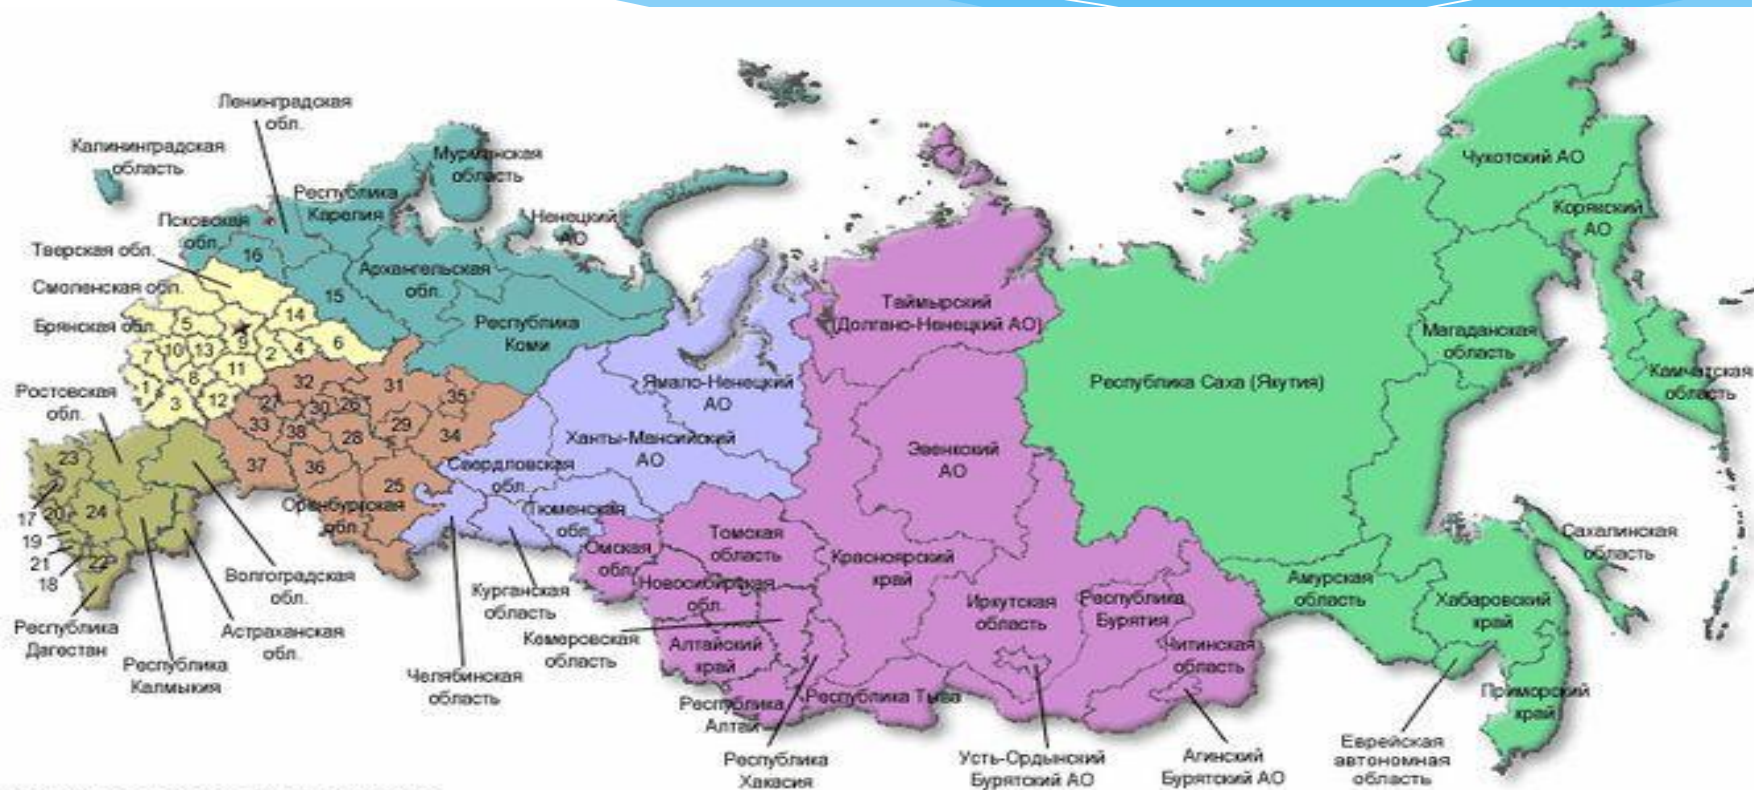 Ленинградская
обл.
Калининградская
область
Мурманская
область
Республика
Карелия
Ненецкий
АО
Псковская
обл.
Тверская обл.
16
Архангельская
обл.
Смоленская обл.
15
Брянская обл.
5
14
9
6
Республика
Коми
7
10
13
2
4
8
11
1
3
12
Ростовская
обл.
32
31
35
27
30
26
33
38
28
29
34
37
36
25
Оренбургская
обл.
23
17
20
24
19
21
18
22
Республика
Дагестан
Республика
Калмыкия
Астраханская
обл.
Волгоградская
обл.
Ямало-Ненецкий
АО
Ханты-Мансийский
АО
Свердловская
обл.
Тюменская
обл.
Курганская
область
Челябинская
область
Кемеровская
область
Таймырский
(Долгано-Ненецкий АО)
Эвенкский
АО
Томская
область
Омская
обл.
Новосибирская
обл.
Красноярский
край
Алтайский
край
Иркутская
область
Республика
Бурятия
Читинская
область
Республика
Алтай
Республика Тыва
Республика
Хакасия
Усть-Ордынский
Бурятский АО
Агинский
Бурятский АО
Чукотский АО
Корякский
АО
Магаданская
область
Камчатская
область
Республика Саха (Якутия)
Сахалинская
область
Амурская
область
Хабаровский
край
Приморский
край
Еврейская
автономная
область